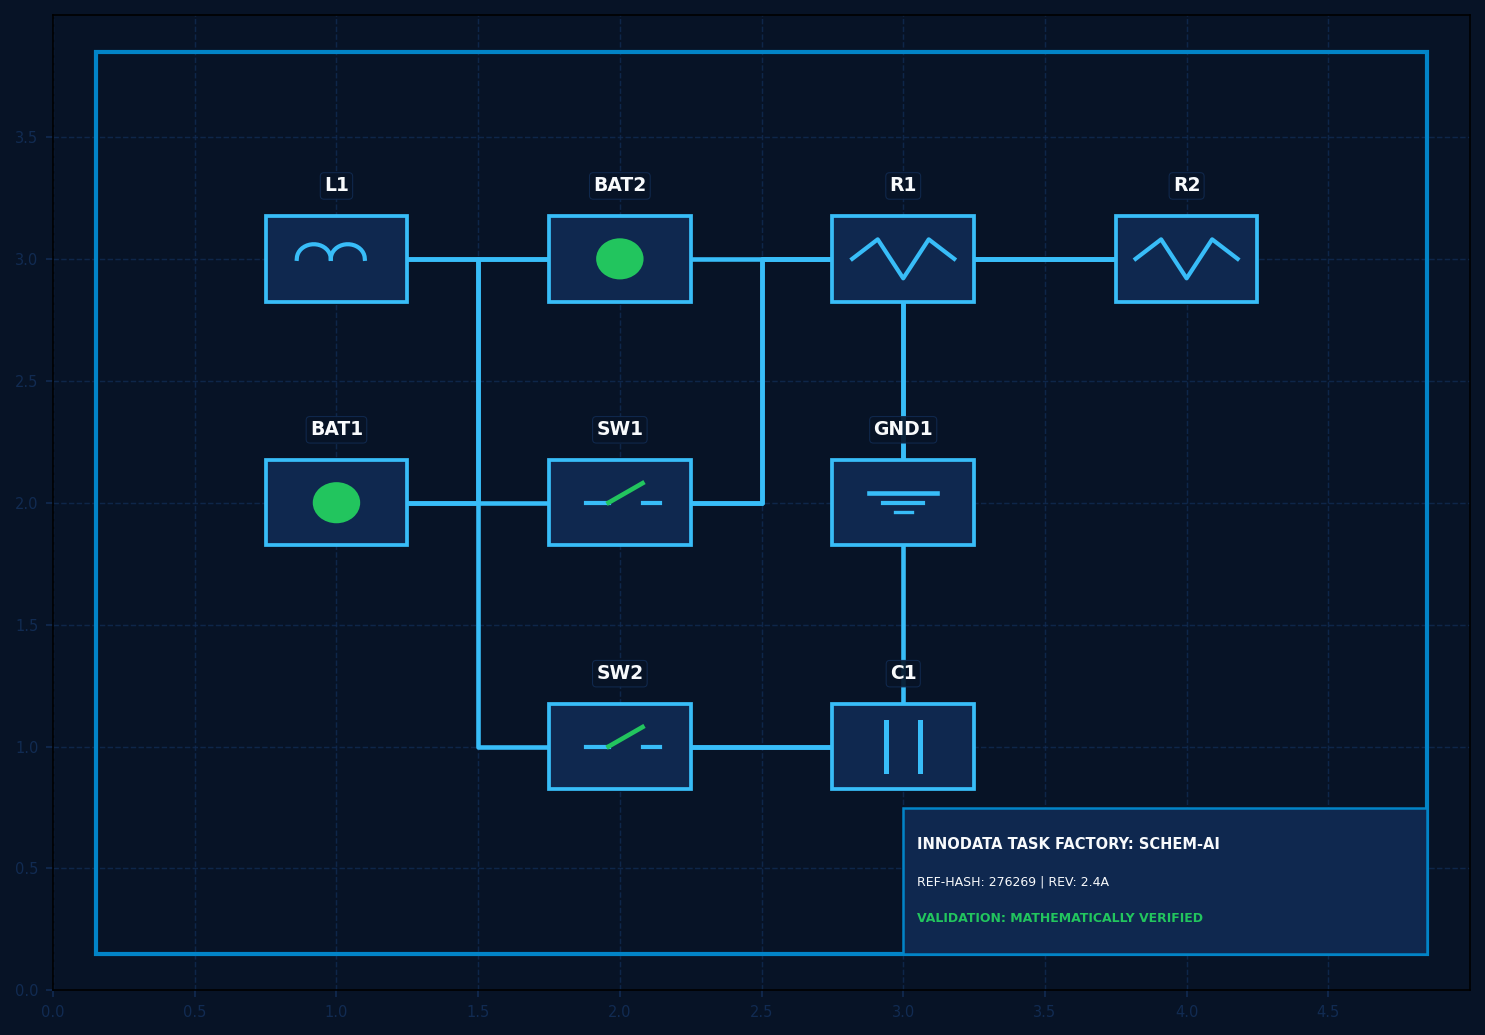 L1
BAT2
R1
R2
BAT1
SW1
GND1
SW2
C1
INNODATA TASK FACTORY: SCHEM-AI
REF-HASH: 276269 | REV: 2.4A
VALIDATION: MATHEMATICALLY VERIFIED
3.5
3.0
2.5
2.0
1.5
1.0
0.5
0.0
0.0 0.5 1.0 1.5 2.0 2.5 3.0 3.5 4.0 4.5